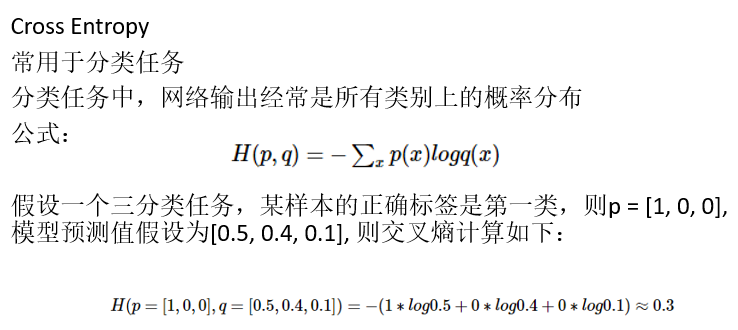 Cross Entropy
常用于分类任务
分类任务中，网络输出经常是所有类别上的概率分布
公式：
H(p, q) = −∑ₓ p(x)logq(x)
假设一个三分类任务，某样本的正确标签是第一类，则p = [1, 0, 0],
模型预测值假设为[0.5, 0.4, 0.1], 则交叉熵计算如下：
H(p = [1, 0, 0], q = [0.5, 0.4, 0.1]) = −(1 * log0.5 + 0 * log0.4 + 0 * log0.1) ≈ 0.3